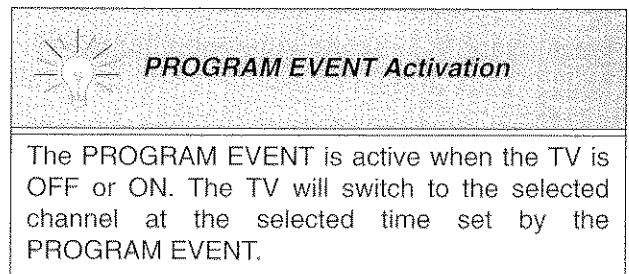 PROGRAM EVENT Activation
The PROGRAM EVENT is active when the TV is
OFF or ON. The TV will switch to the selected
channel at the selected time set by the
PROGRAM EVENT.